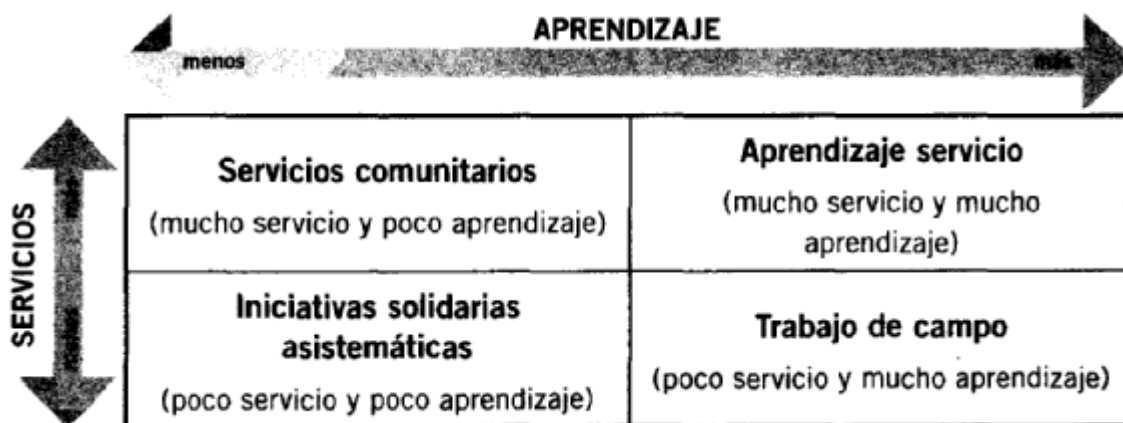 APRENDIZAJE
menos
más
SERVICIOS
Servicios comunitarios
(mucho servicio y poco aprendizaje)
Aprendizaje servicio
(mucho servicio y mucho
aprendizaje)
Iniciativas solidarias
asistemáticas
(poco servicio y poco aprendizaje)
Trabajo de campo
(poco servicio y mucho aprendizaje)